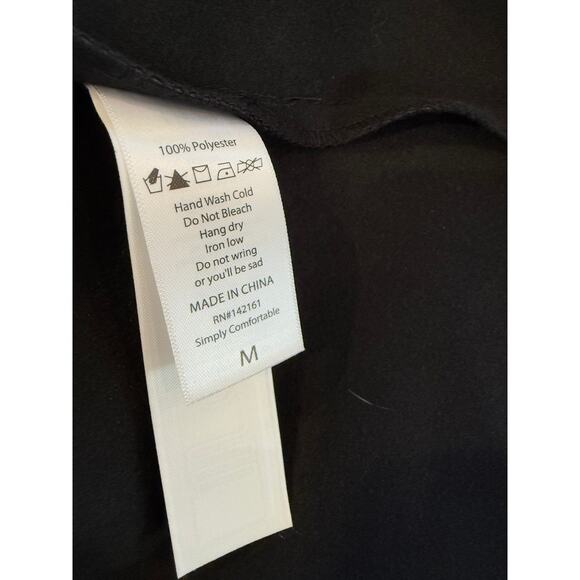 100% Polyester
Hand Wash Cold
Do Not Bleach
Hang dry
Iron low
Do not wring
or you'll be sad
MADE IN CHINA
RN#142161
Simply Comfortable
M